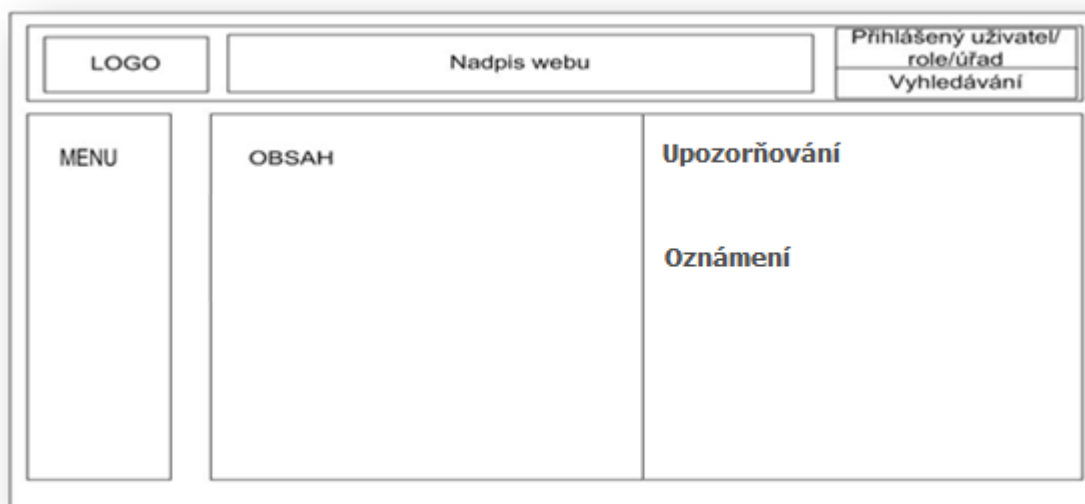 LOGO
Nadpis webu
Přihlášený uživatel/
role/úřad
Vyhledávání
MENU
OBSAH
Upozorňování
Oznámení